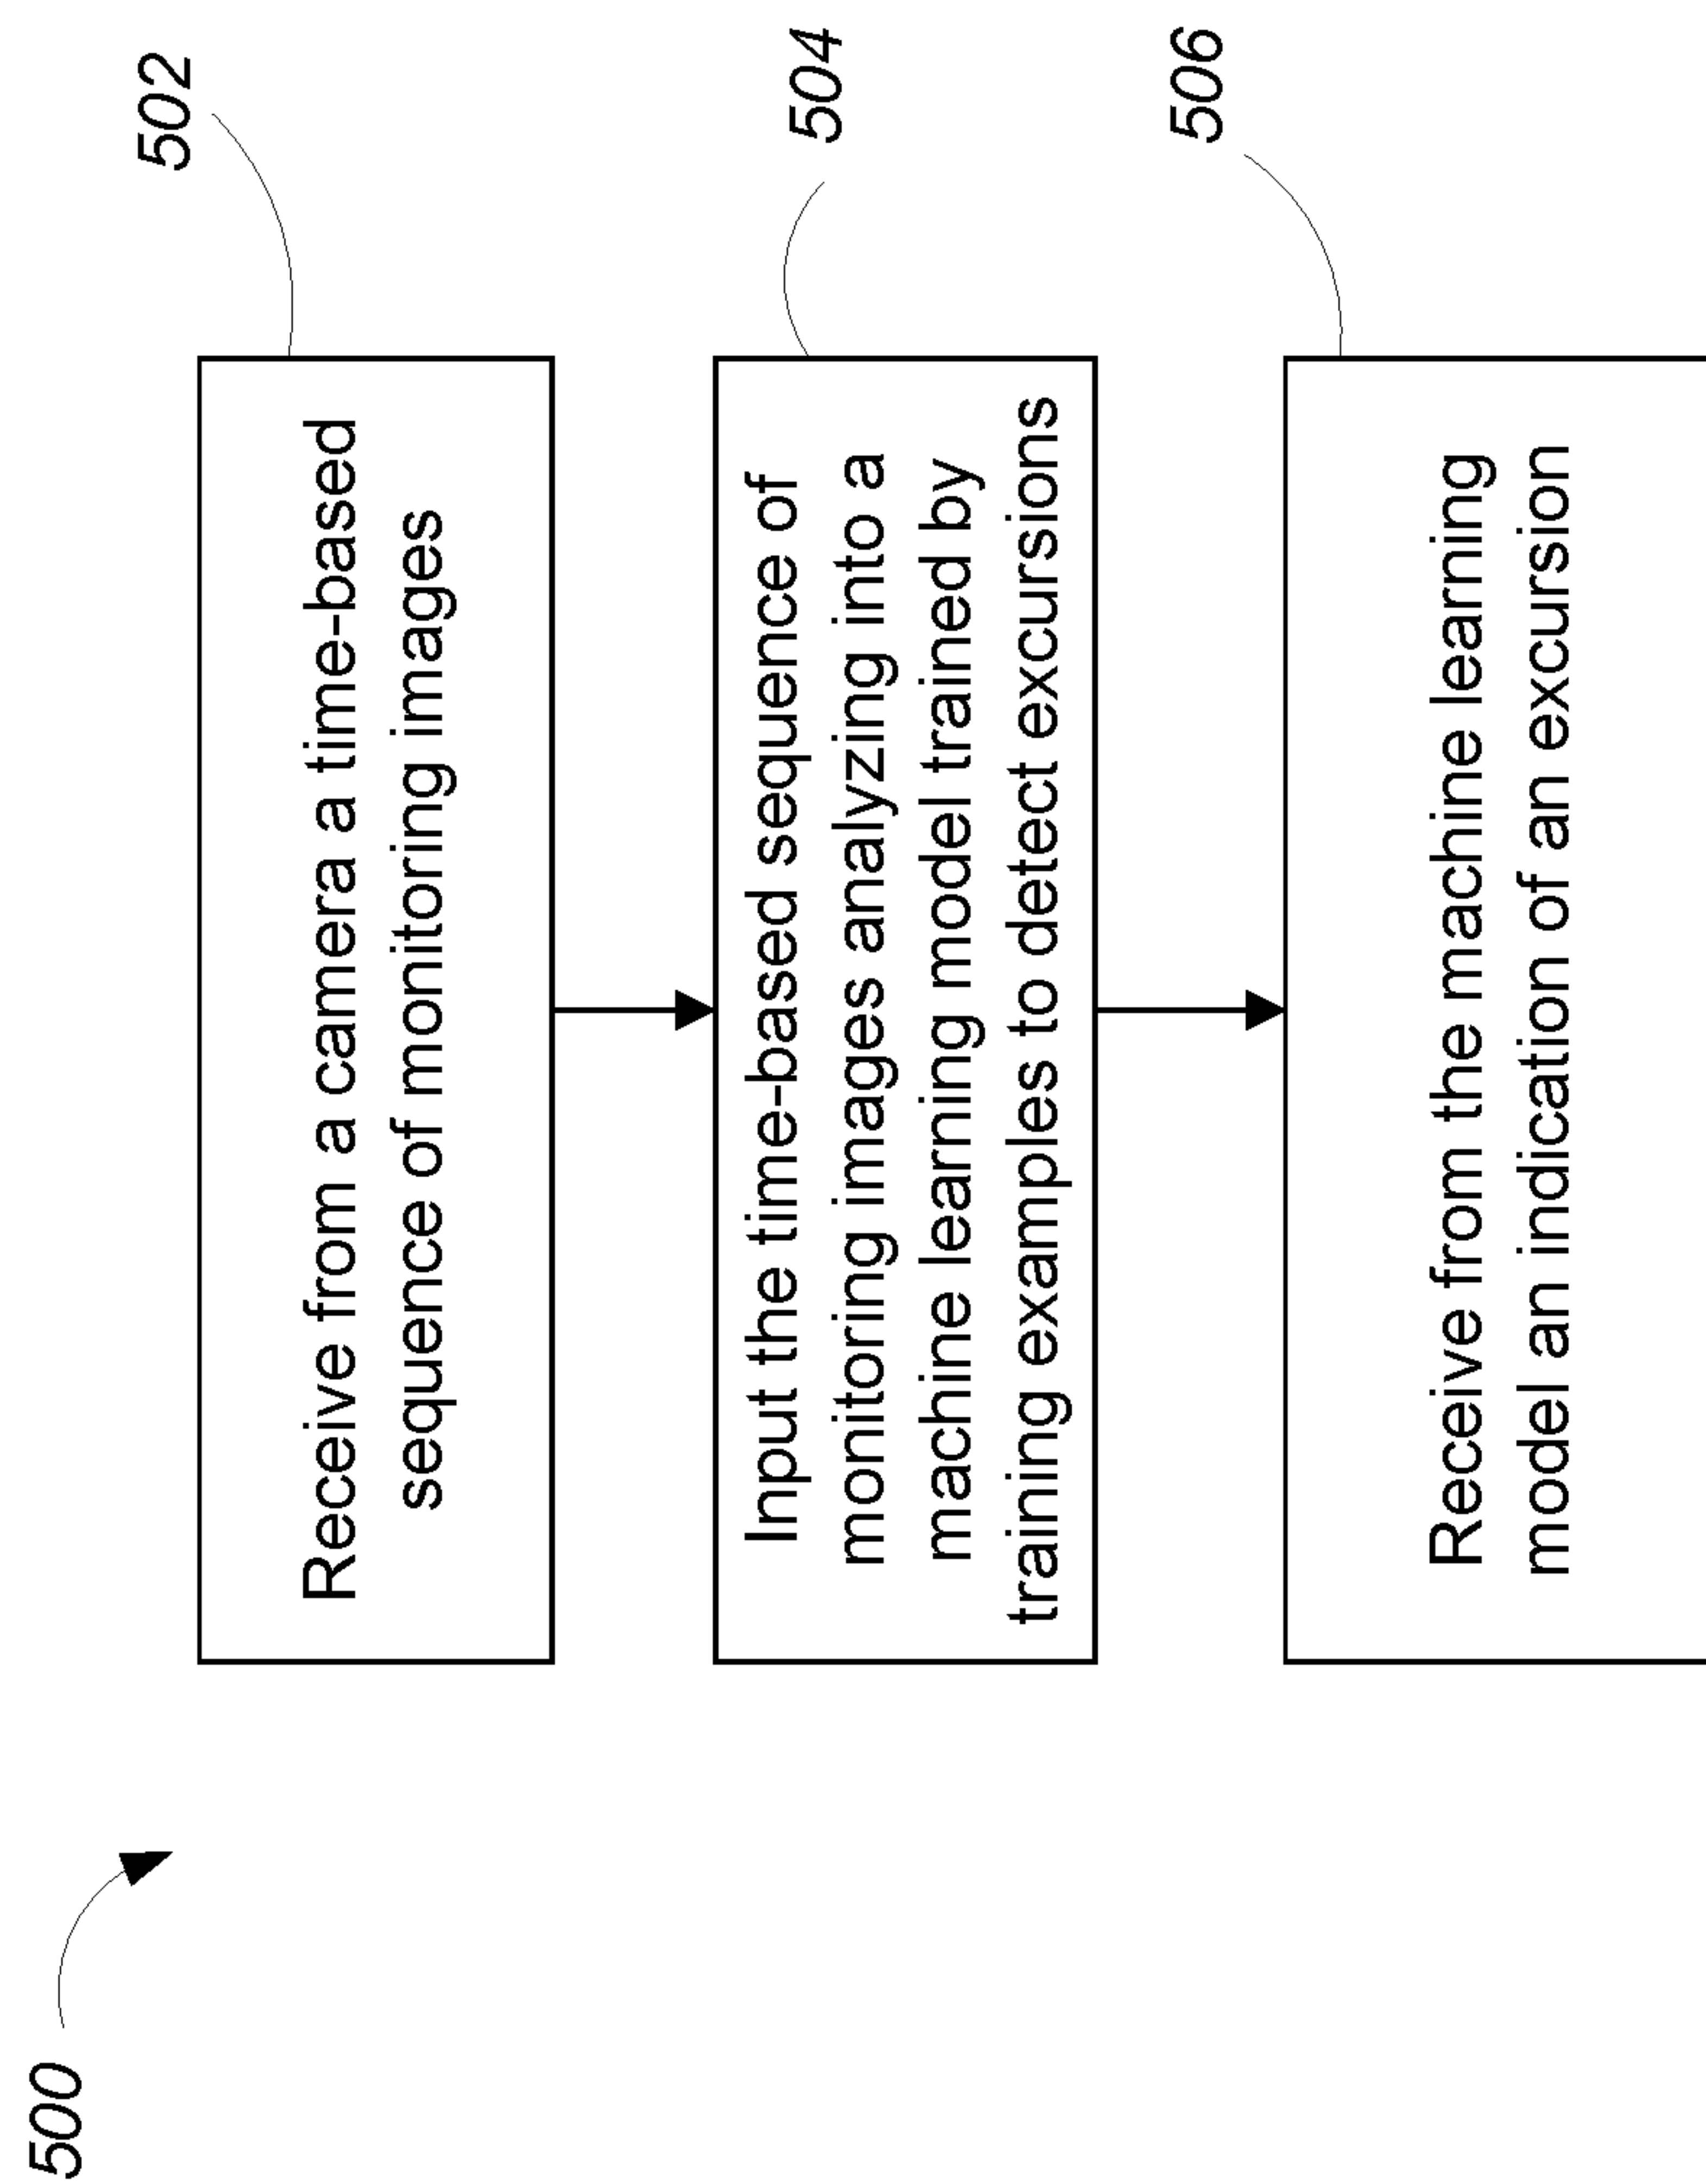 500
502
Receive from a camera a time-based
sequence of monitoring images
504
Input the time-based sequence of
monitoring images analyzing into a
machine learning model trained by
training examples to detect excursions
506
Receive from the machine learning
model an indication of an excursion